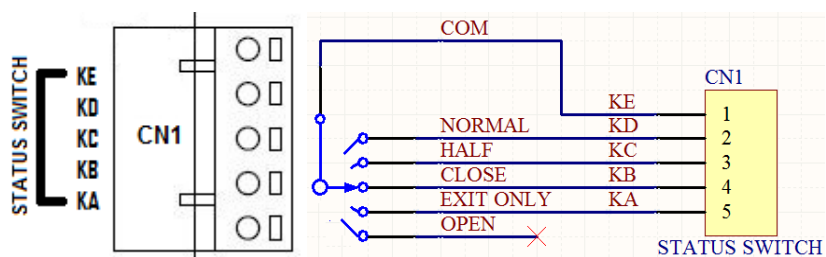 STATUS SWITCH
KE
KD
KC
KB
KA
CN1
COM
NORMAL
HALF
CLOSE
EXIT ONLY
OPEN
KE
KD
KC
KB
KA
CN1
1
2
3
4
5
STATUS SWITCH